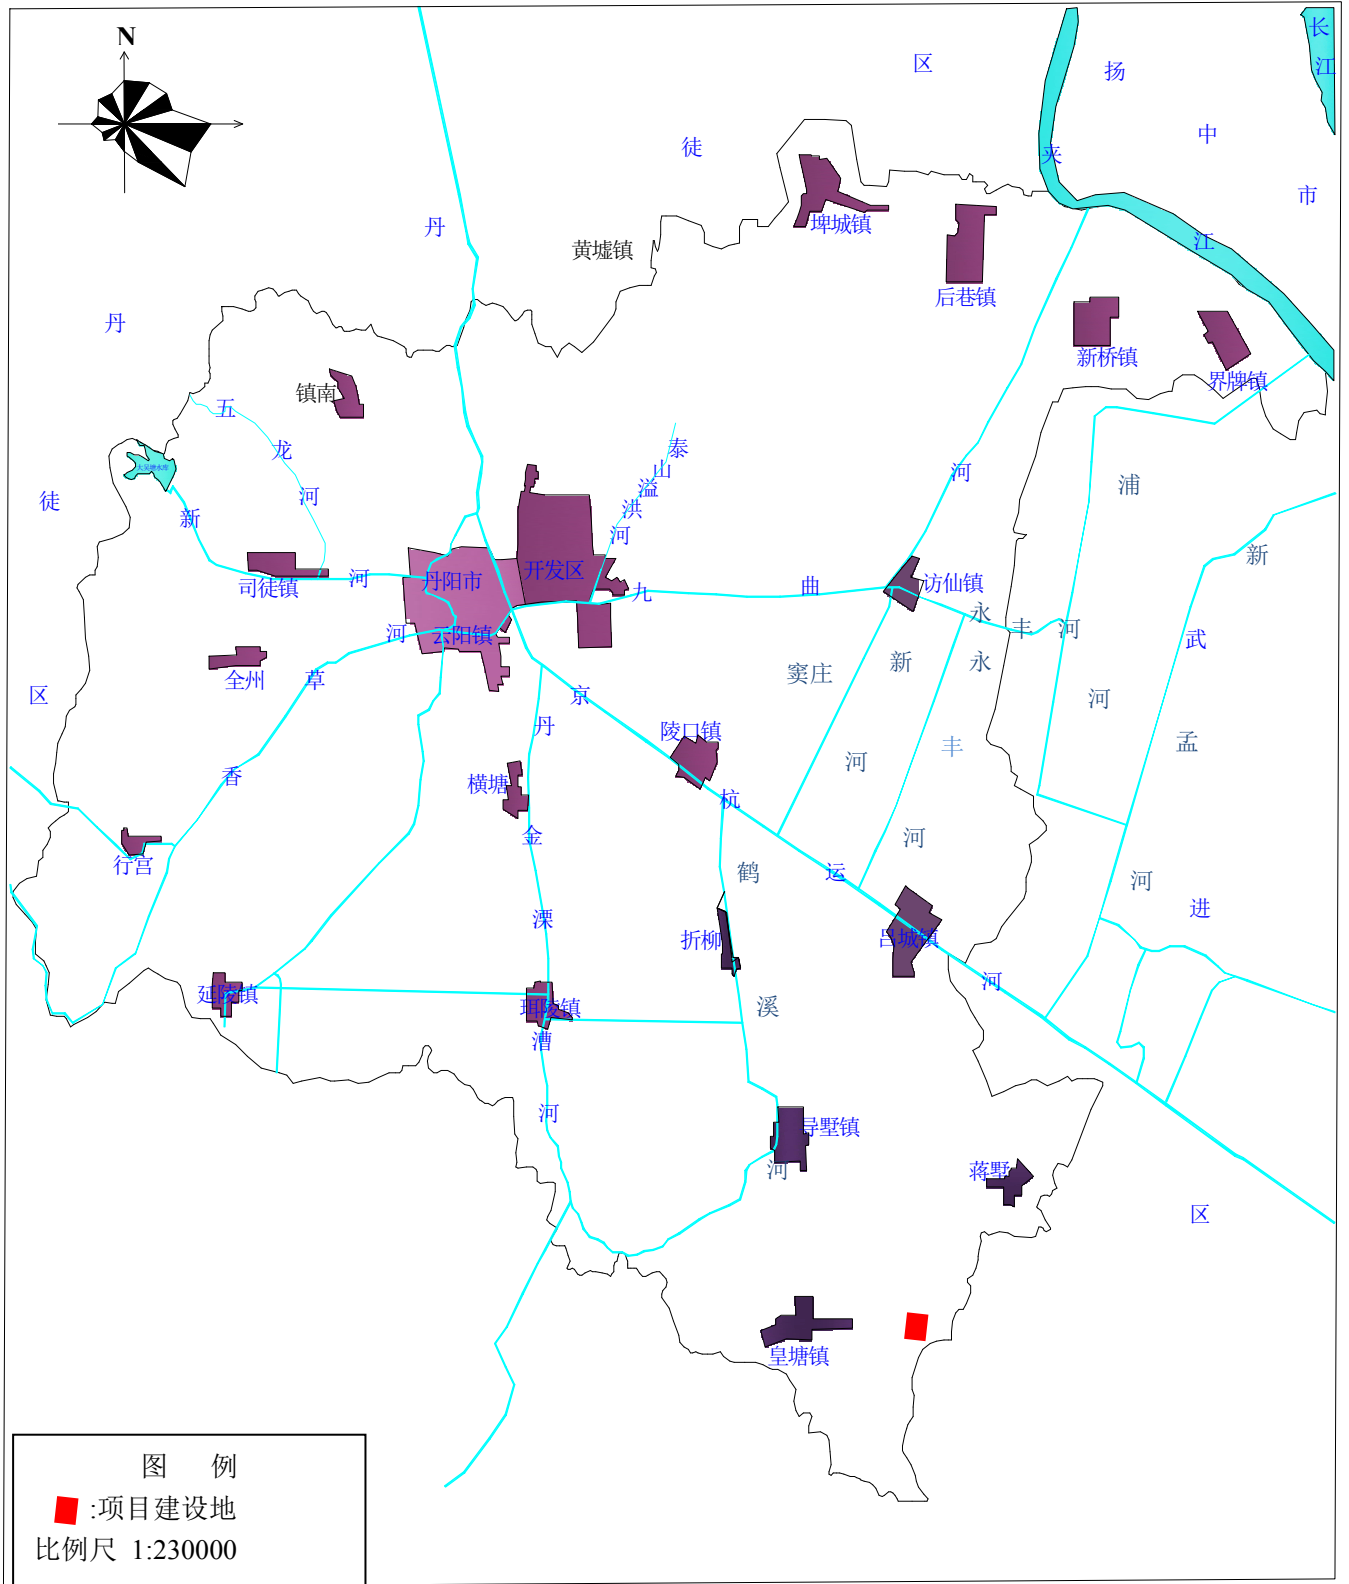 N
长江
区
扬中市
徒
夹江
丹
埤城镇
黄墟镇
后巷镇
丹
新桥镇
界牌镇
镇南
五龙河
泰山溢洪河
大吴塘水库
河
浦
徒
新河
新
丹阳市
开发区
司徒镇
九曲
访仙镇
永丰河
河
云阳镇
武进
全州
香草
窦庄
新河
永丰河
河
区
京杭运河
孟河
丹金溧漕河
陵口镇
横塘
行宫
鹤溪河
折柳
吕城镇
延陵镇
珥陵镇
导墅镇
蒋墅
区
皇塘镇
图 例
:项目建设地
比例尺 1:230000